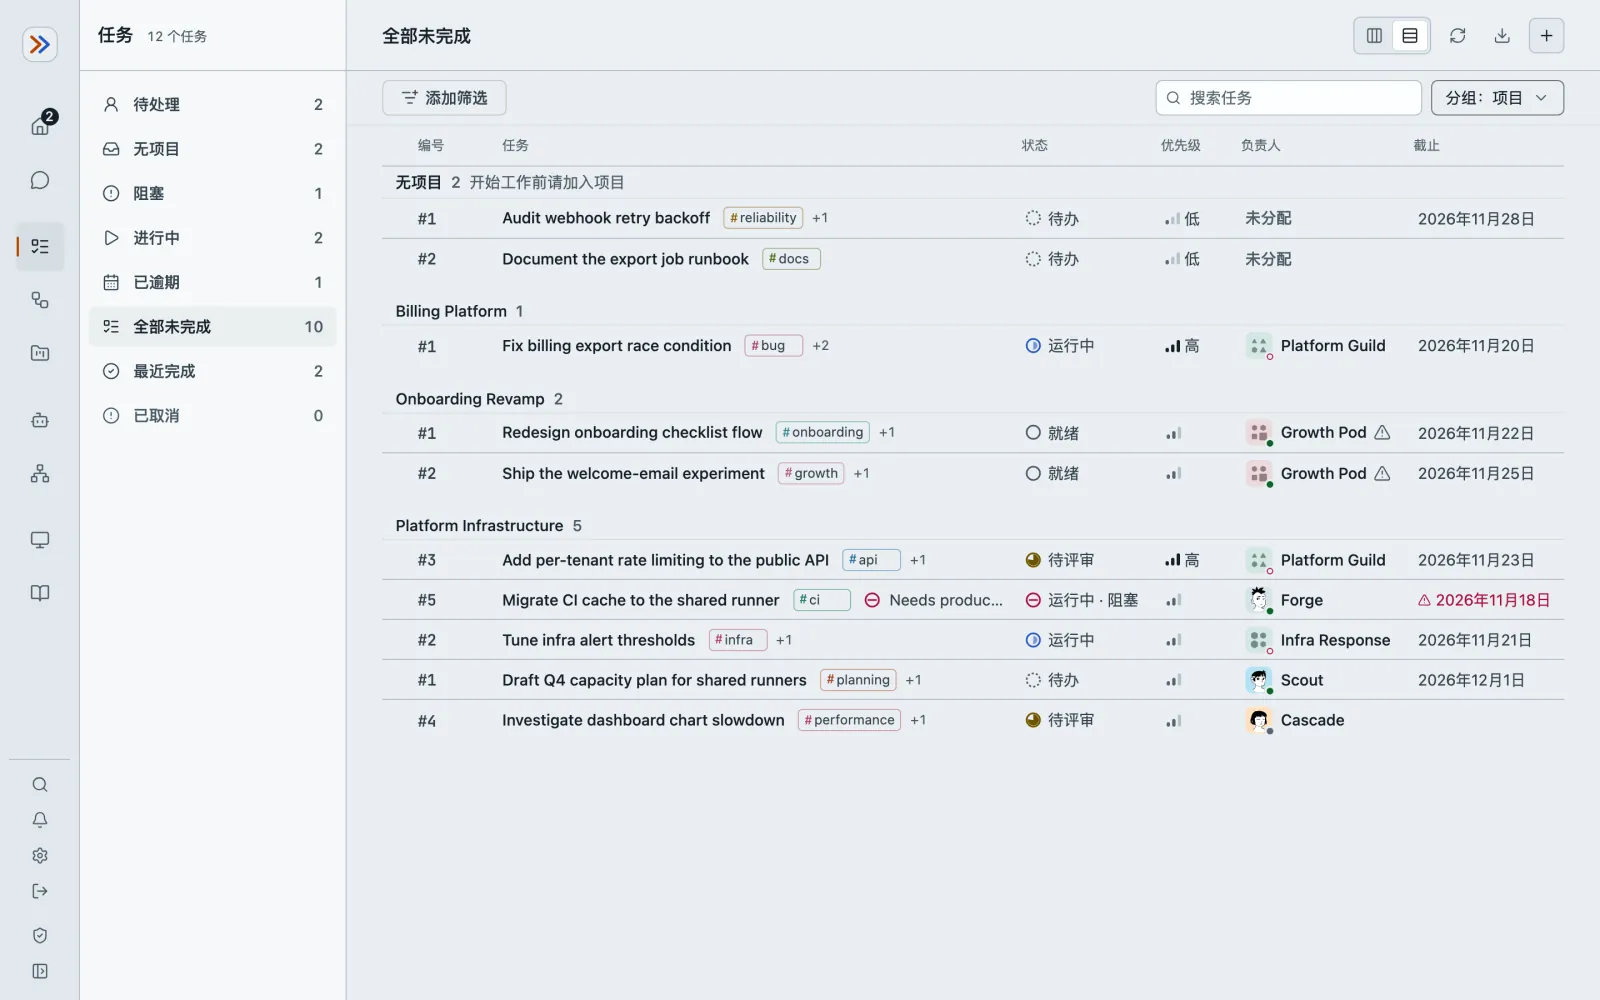 2
任务 12 个任务
待处理 2
无项目 2
阻塞 1
进行中 2
已逾期 1
全部未完成 10
最近完成 2
已取消 0
全部未完成
添加筛选 搜索任务 分组：项目
编号 任务 状态 优先级 负责人 截止
无项目 2 开始工作前请加入项目
#1 Audit webhook retry backoff #reliability +1 待办 低 未分配 2026年11月28日
#2 Document the export job runbook #docs 待办 低 未分配
Billing Platform 1
#1 Fix billing export race condition #bug +2 运行中 高 Platform Guild 2026年11月20日
Onboarding Revamp 2
#1 Redesign onboarding checklist flow #onboarding +1 就绪 Growth Pod 2026年11月22日
#2 Ship the welcome-email experiment #growth +1 就绪 Growth Pod 2026年11月25日
Platform Infrastructure 5
#3 Add per-tenant rate limiting to the public API #api +1 待评审 高 Platform Guild 2026年11月23日
#5 Migrate CI cache to the shared runner #ci Needs produc... 运行中 · 阻塞 Forge 2026年11月18日
#2 Tune infra alert thresholds #infra +1 运行中 Infra Response 2026年11月21日
#1 Draft Q4 capacity plan for shared runners #planning +1 待办 Scout 2026年12月1日
#4 Investigate dashboard chart slowdown #performance +1 待评审 Cascade